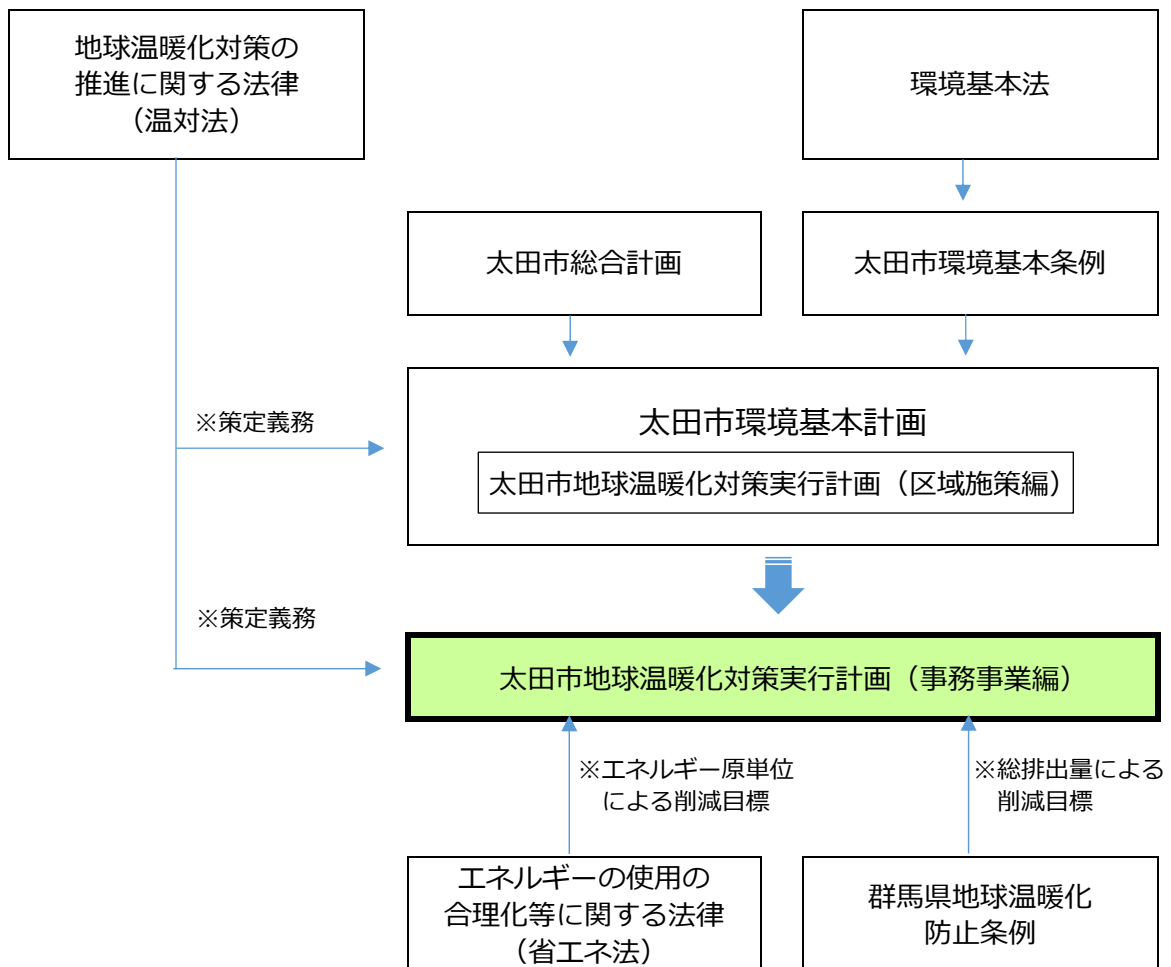 地球温暖化対策の
推進に関する法律
（温対法）
環境基本法
太田市総合計画
太田市環境基本条例
※策定義務
太田市環境基本計画
太田市地球温暖化対策実行計画（区域施策編）
※策定義務
太田市地球温暖化対策実行計画（事務事業編）
※エネルギー原単位
による削減目標
※総排出量による
削減目標
エネルギーの使用の
合理化等に関する法律
（省エネ法）
群馬県地球温暖化
防止条例